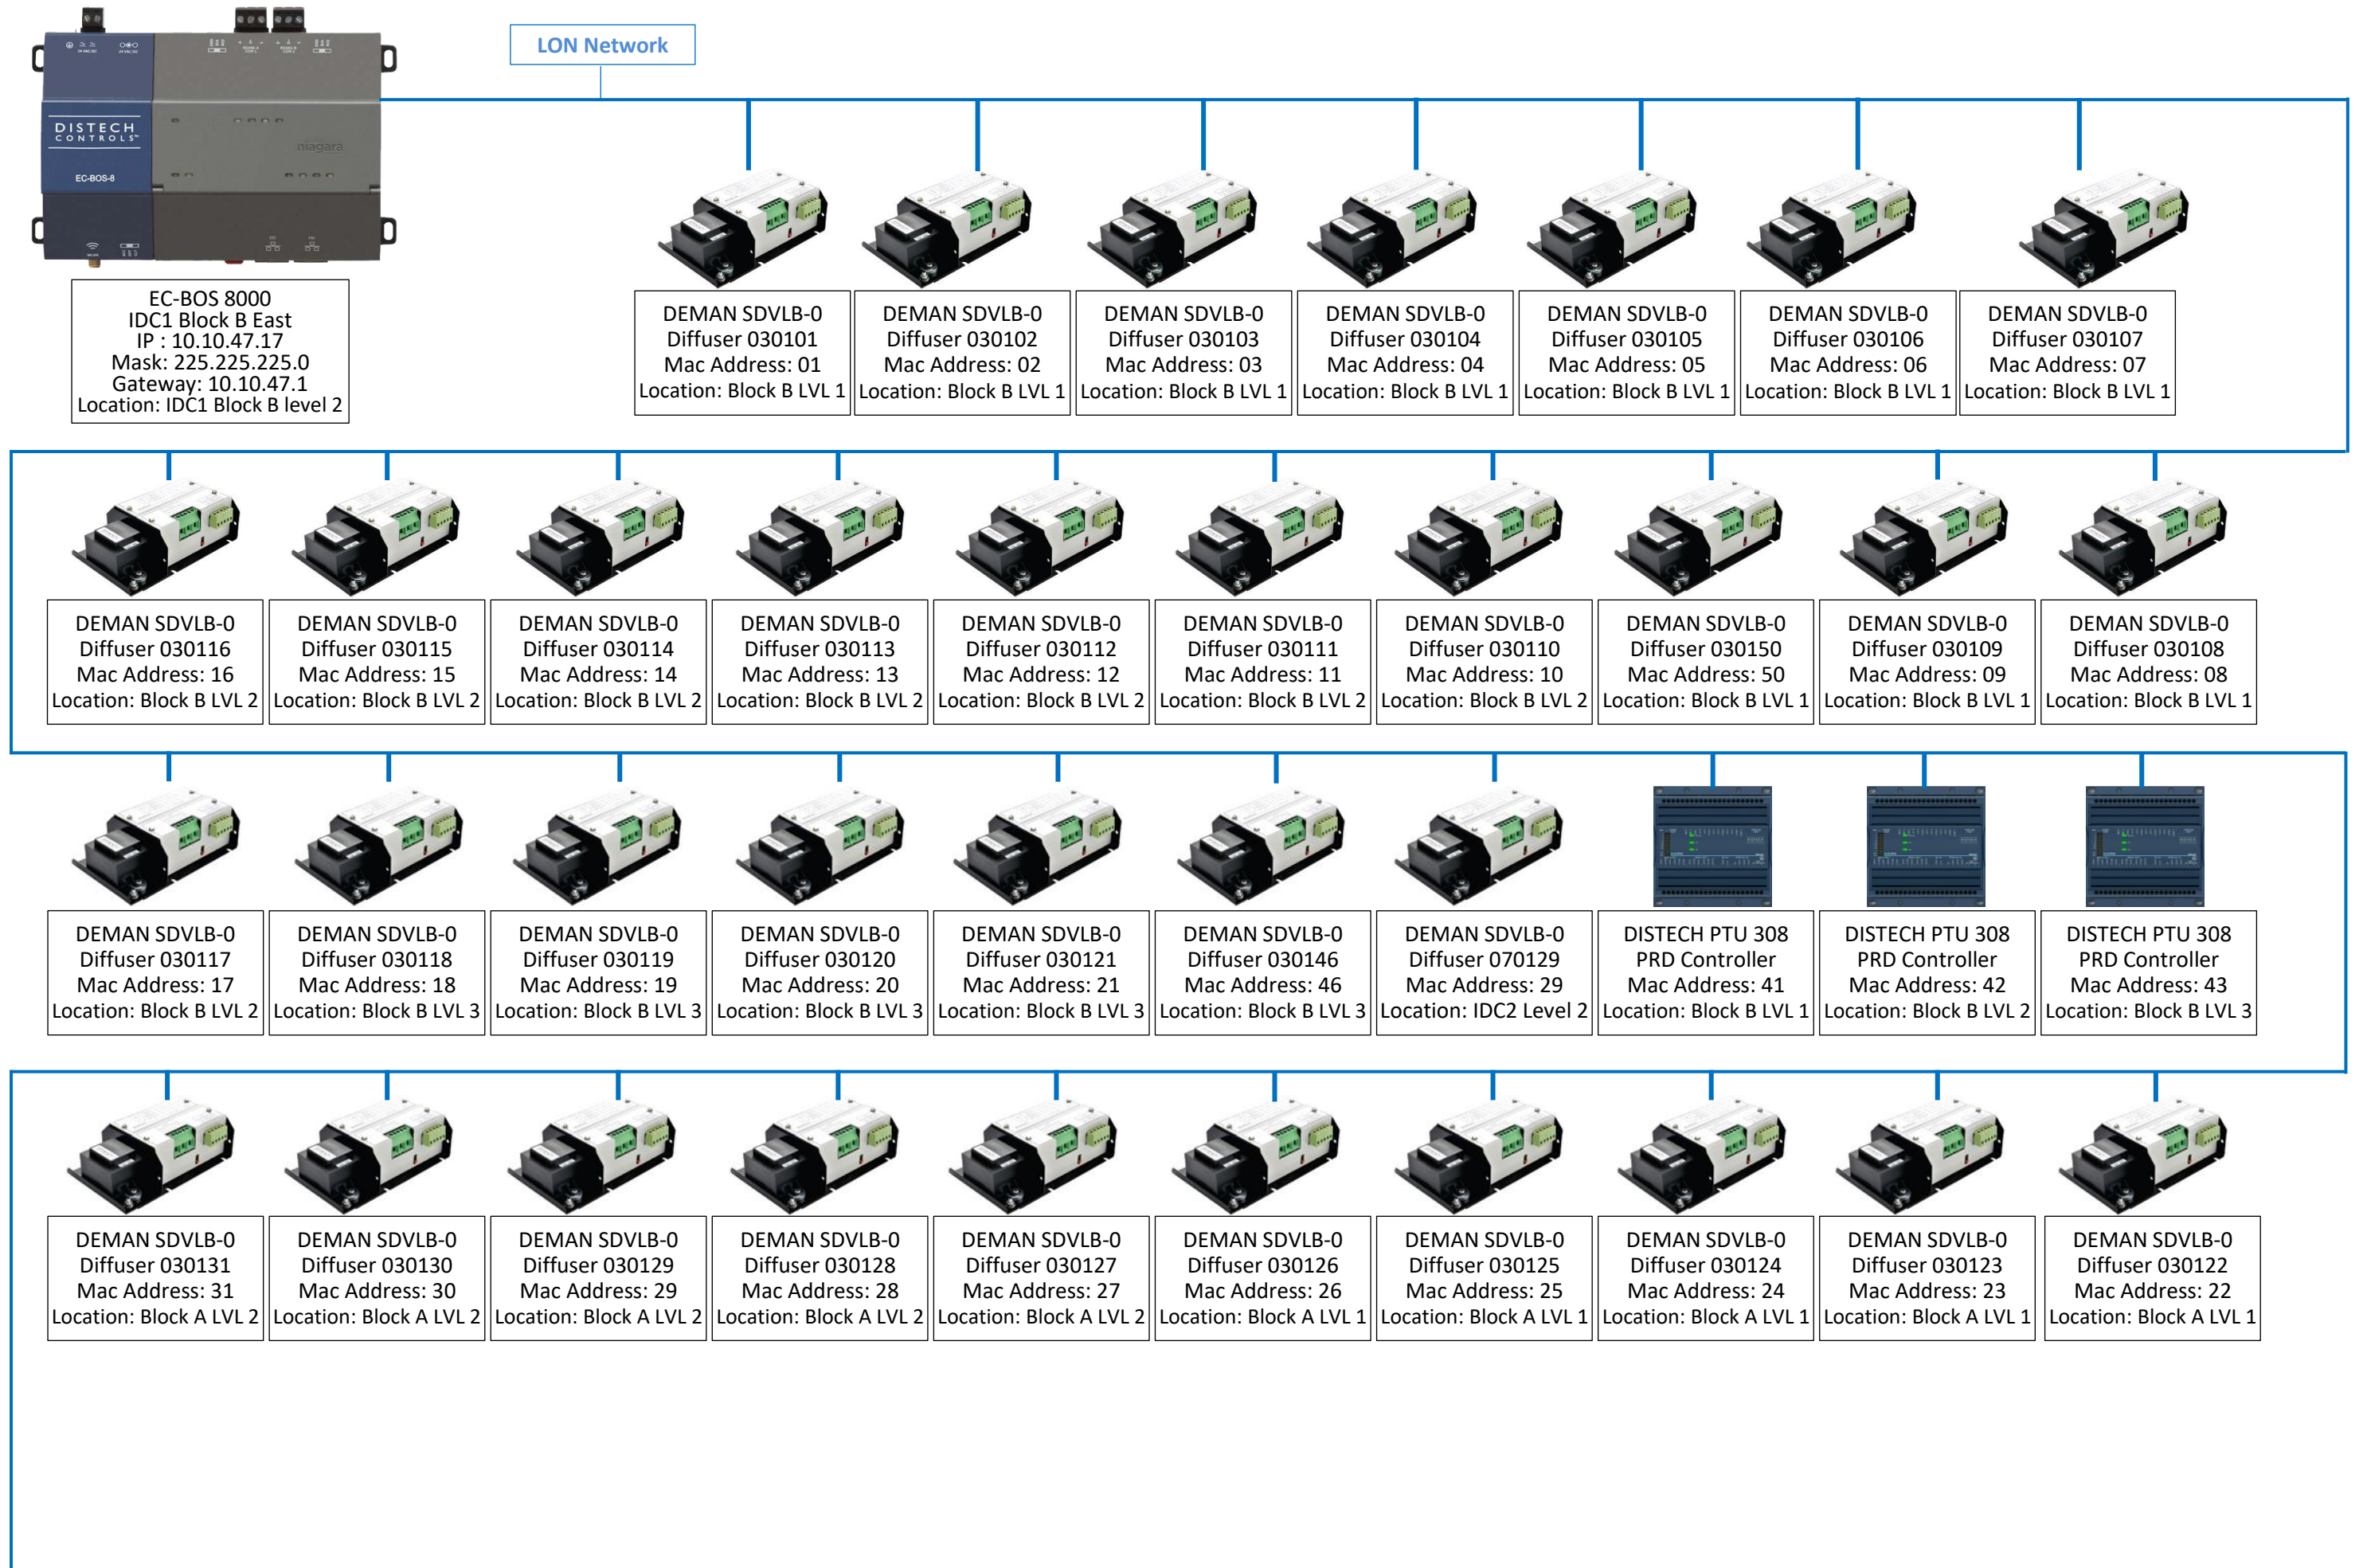 LON Network
DISTECH
CONTROLS™
niagara
EC-BOS-8
EC-BOS 8000
IDC1 Block B East
IP : 10.10.47.17
Mask: 225.225.225.0
Gateway: 10.10.47.1
Location: IDC1 Block B level 2
DEMAN SDVLB-0
Diffuser 030101
Mac Address: 01
Location: Block B LVL 1
DEMAN SDVLB-0
Diffuser 030102
Mac Address: 02
Location: Block B LVL 1
DEMAN SDVLB-0
Diffuser 030103
Mac Address: 03
Location: Block B LVL 1
DEMAN SDVLB-0
Diffuser 030104
Mac Address: 04
Location: Block B LVL 1
DEMAN SDVLB-0
Diffuser 030105
Mac Address: 05
Location: Block B LVL 1
DEMAN SDVLB-0
Diffuser 030106
Mac Address: 06
Location: Block B LVL 1
DEMAN SDVLB-0
Diffuser 030107
Mac Address: 07
Location: Block B LVL 1
DEMAN SDVLB-0
Diffuser 030116
Mac Address: 16
Location: Block B LVL 2
DEMAN SDVLB-0
Diffuser 030115
Mac Address: 15
Location: Block B LVL 2
DEMAN SDVLB-0
Diffuser 030114
Mac Address: 14
Location: Block B LVL 2
DEMAN SDVLB-0
Diffuser 030113
Mac Address: 13
Location: Block B LVL 2
DEMAN SDVLB-0
Diffuser 030112
Mac Address: 12
Location: Block B LVL 2
DEMAN SDVLB-0
Diffuser 030111
Mac Address: 11
Location: Block B LVL 2
DEMAN SDVLB-0
Diffuser 030110
Mac Address: 10
Location: Block B LVL 2
DEMAN SDVLB-0
Diffuser 030150
Mac Address: 50
Location: Block B LVL 1
DEMAN SDVLB-0
Diffuser 030109
Mac Address: 09
Location: Block B LVL 1
DEMAN SDVLB-0
Diffuser 030108
Mac Address: 08
Location: Block B LVL 1
DEMAN SDVLB-0
Diffuser 030117
Mac Address: 17
Location: Block B LVL 2
DEMAN SDVLB-0
Diffuser 030118
Mac Address: 18
Location: Block B LVL 3
DEMAN SDVLB-0
Diffuser 030119
Mac Address: 19
Location: Block B LVL 3
DEMAN SDVLB-0
Diffuser 030120
Mac Address: 20
Location: Block B LVL 3
DEMAN SDVLB-0
Diffuser 030121
Mac Address: 21
Location: Block B LVL 3
DEMAN SDVLB-0
Diffuser 030146
Mac Address: 46
Location: Block B LVL 3
DEMAN SDVLB-0
Diffuser 070129
Mac Address: 29
Location: IDC2 Level 2
DISTECH PTU 308
PRD Controller
Mac Address: 41
Location: Block B LVL 1
DISTECH PTU 308
PRD Controller
Mac Address: 42
Location: Block B LVL 2
DISTECH PTU 308
PRD Controller
Mac Address: 43
Location: Block B LVL 3
DEMAN SDVLB-0
Diffuser 030131
Mac Address: 31
Location: Block A LVL 2
DEMAN SDVLB-0
Diffuser 030130
Mac Address: 30
Location: Block A LVL 2
DEMAN SDVLB-0
Diffuser 030129
Mac Address: 29
Location: Block A LVL 2
DEMAN SDVLB-0
Diffuser 030128
Mac Address: 28
Location: Block A LVL 2
DEMAN SDVLB-0
Diffuser 030127
Mac Address: 27
Location: Block A LVL 2
DEMAN SDVLB-0
Diffuser 030126
Mac Address: 26
Location: Block A LVL 1
DEMAN SDVLB-0
Diffuser 030125
Mac Address: 25
Location: Block A LVL 1
DEMAN SDVLB-0
Diffuser 030124
Mac Address: 24
Location: Block A LVL 1
DEMAN SDVLB-0
Diffuser 030123
Mac Address: 23
Location: Block A LVL 1
DEMAN SDVLB-0
Diffuser 030122
Mac Address: 22
Location: Block A LVL 1